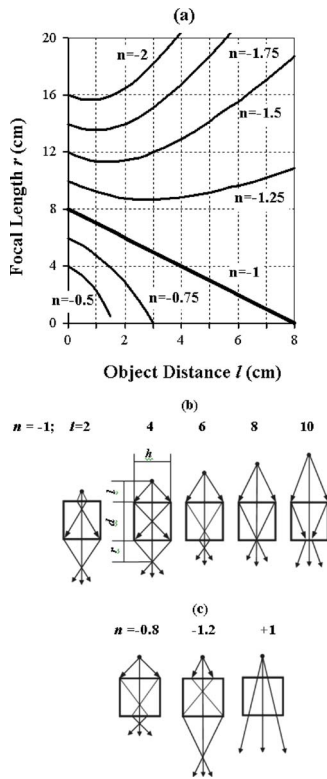 (a)
20
16
12
8
4
0
Focal Length r (cm)
n=-2
n=-1.75
n=-1.5
n=-1.25
n=-1
n=-0.75
n=-0.5
0 2 4 6 8
Object Distance l (cm)
(b)
n = -1; l=2 4 6 8 10
h
l
d
r
(c)
n=-0.8 -1.2 +1